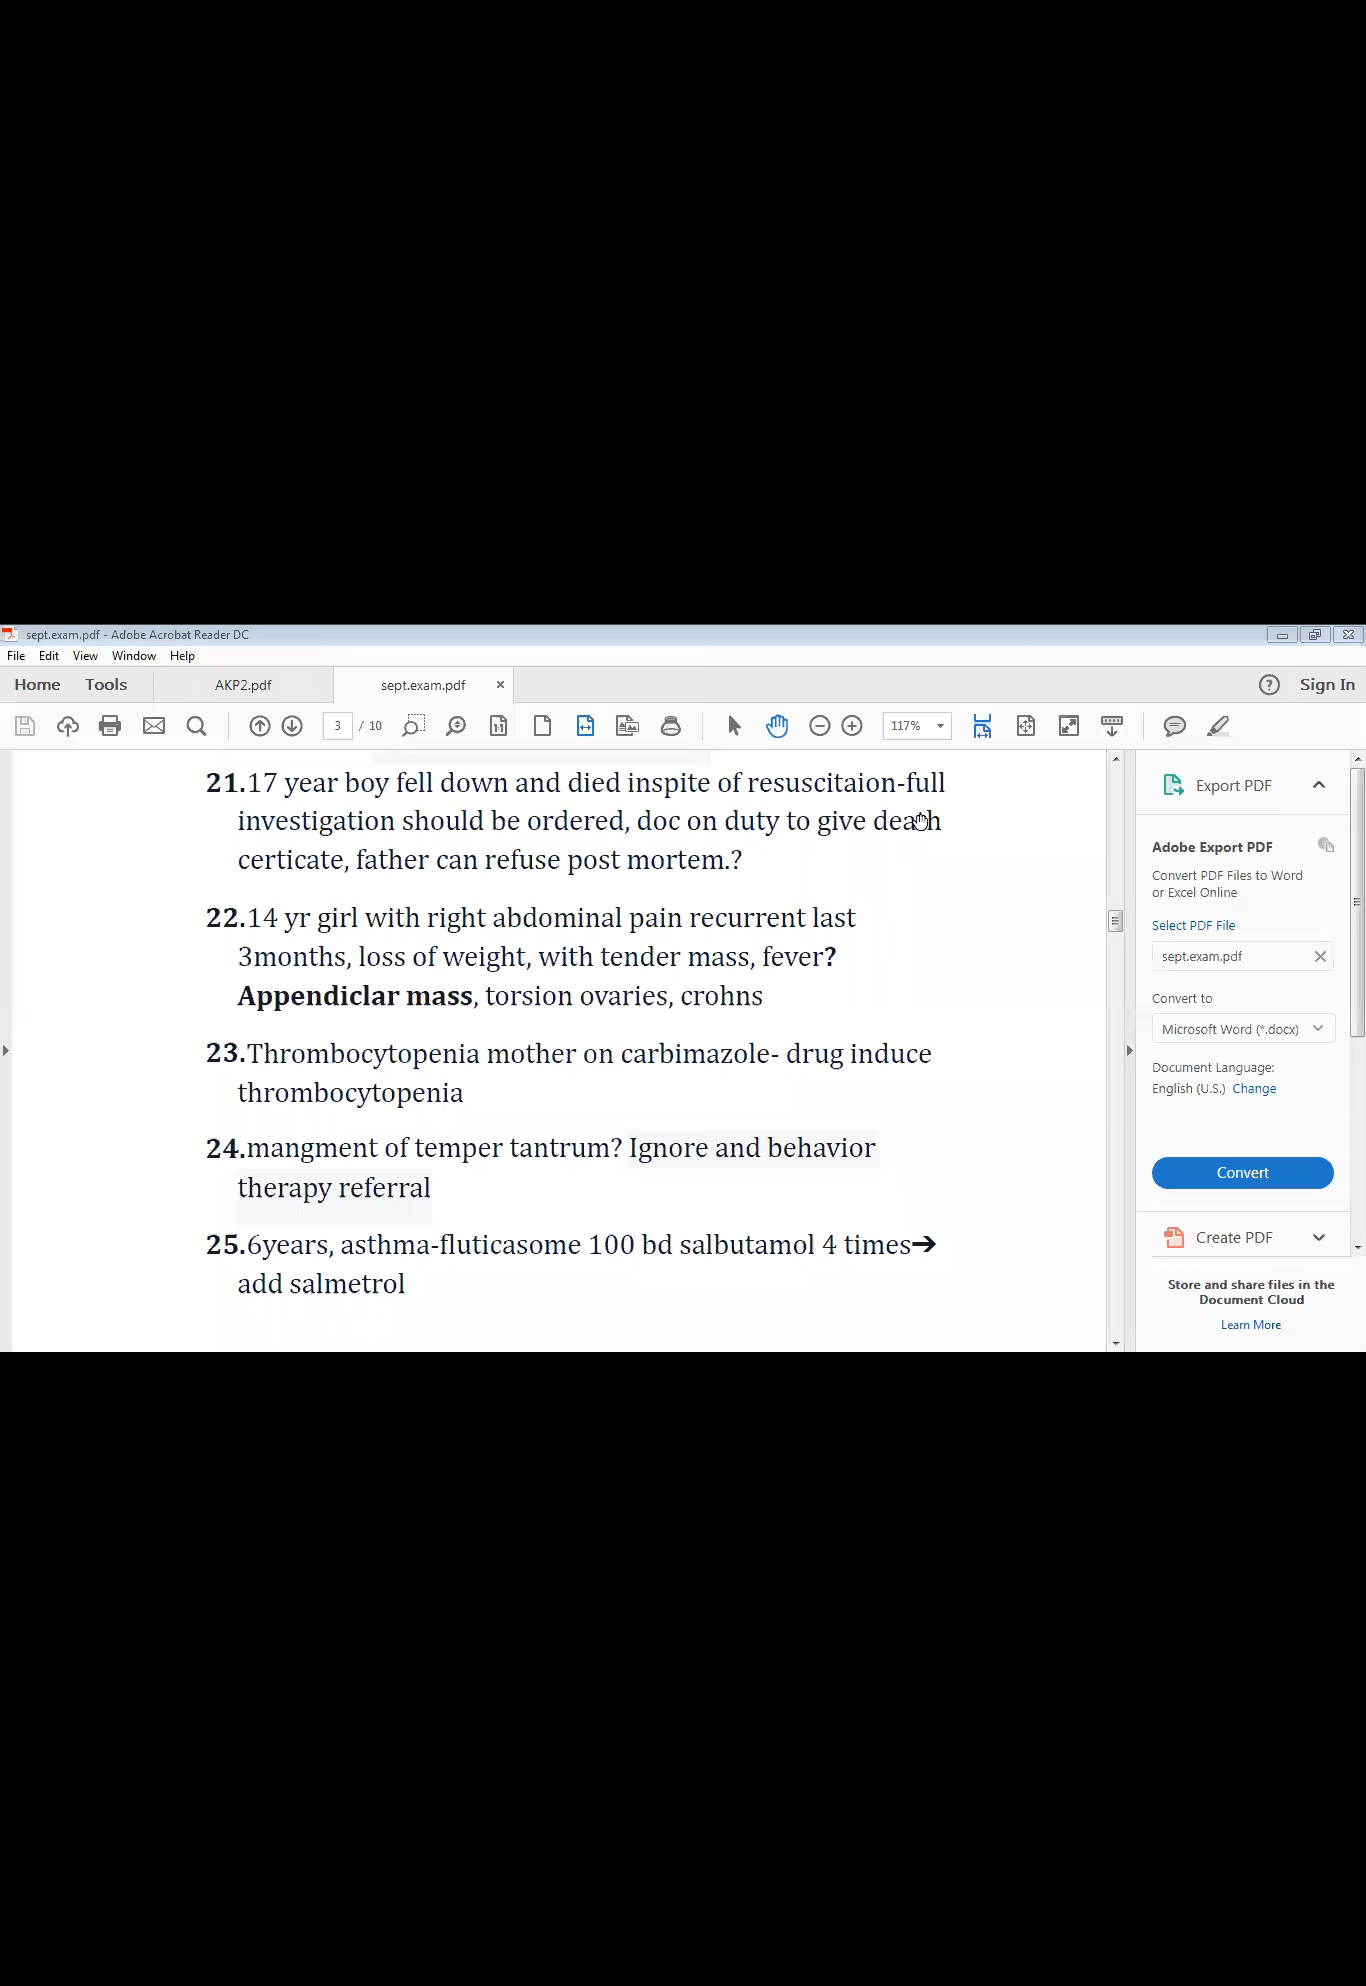 sept.exam.pdf - Adobe Acrobat Reader DC
File Edit View Window Help
Home Tools AKP2.pdf sept.exam.pdf × ? Sign In
3 / 10 117%
21.17 year boy fell down and died inspite of resuscitaion-full
investigation should be ordered, doc on duty to give death
certicate, father can refuse post mortem.?
22.14 yr girl with right abdominal pain recurrent last
3months, loss of weight, with tender mass, fever?
Appendiclar mass, torsion ovaries, crohns
23.Thrombocytopenia mother on carbimazole- drug induce
thrombocytopenia
24.mangment of temper tantrum? Ignore and behavior
therapy referral
25.6years, asthma-fluticasome 100 bd salbutamol 4 times➔
add salmetrol
Export PDF
Adobe Export PDF
Convert PDF Files to Word
or Excel Online
Select PDF File
sept.exam.pdf
Convert to
Microsoft Word (*.docx)
Document Language:
English (U.S.) Change
Convert
Create PDF
Store and share files in the
Document Cloud
Learn More